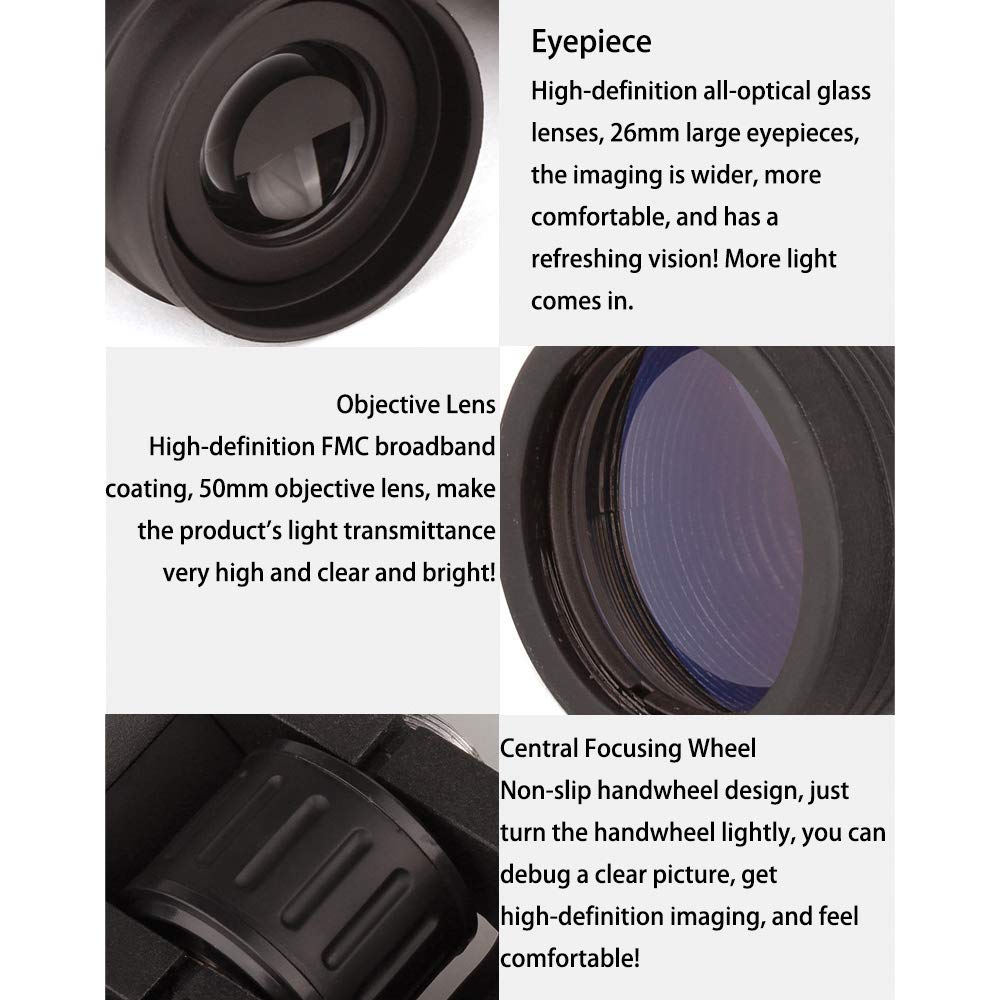 Eyepiece
High-definition all-optical glass
lenses, 26mm large eyepieces,
the imaging is wider, more
comfortable, and has a
refreshing vision! More light
comes in.
Objective Lens
High-definition FMC broadband
coating, 50mm objective lens, make
the product’s light transmittance
very high and clear and bright!
Central Focusing Wheel
Non-slip handwheel design, just
turn the handwheel lightly, you can
debug a clear picture, get
high-definition imaging, and feel
comfortable!